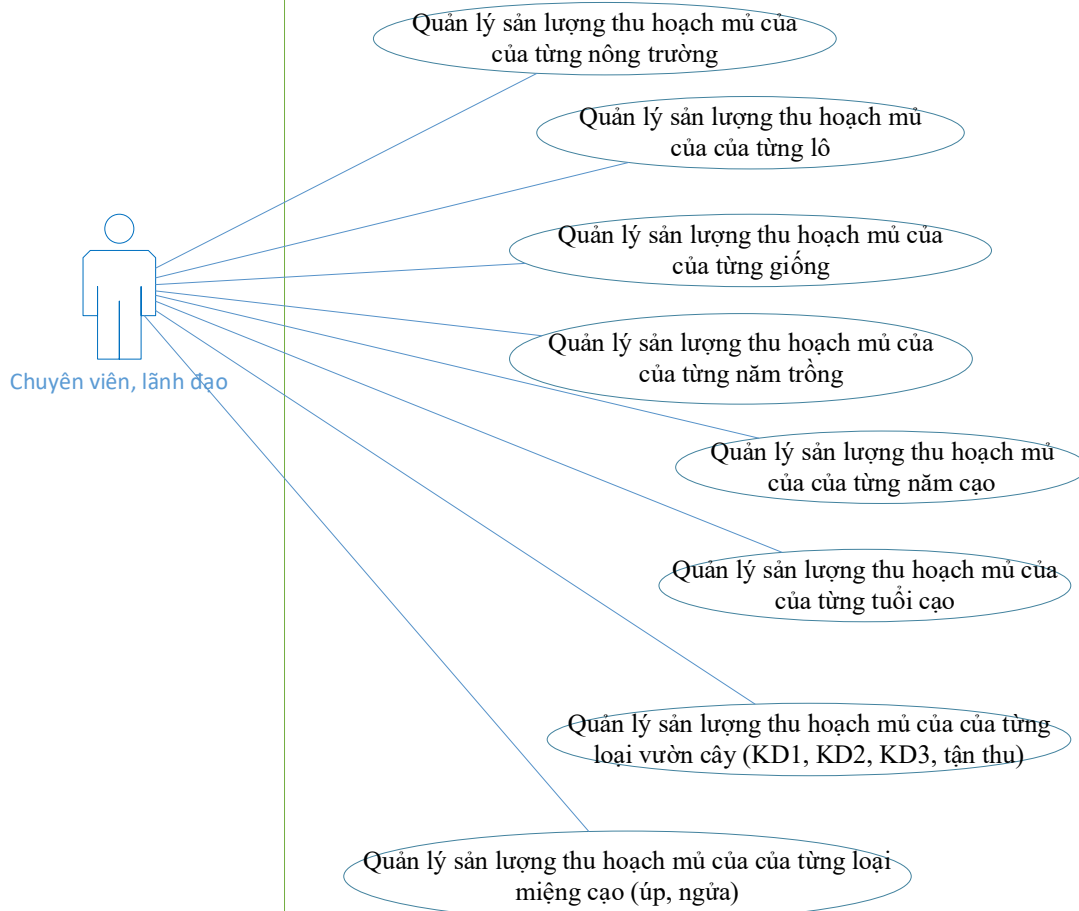 Quản lý sản lượng thu hoạch mủ của
của từng nông trường
Quản lý sản lượng thu hoạch mủ
của của từng lô
Quản lý sản lượng thu hoạch mủ của
của từng giống
Quản lý sản lượng thu hoạch mủ của
của từng năm trồng
Chuyên viên, lãnh đạo
Quản lý sản lượng thu hoạch mủ
của của từng năm cạo
Quản lý sản lượng thu hoạch mủ của
của từng tuổi cạo
Quản lý sản lượng thu hoạch mủ của của từng
loại vườn cây (KD1, KD2, KD3, tận thu)
Quản lý sản lượng thu hoạch mủ của của từng loại
miệng cạo (úp, ngửa)